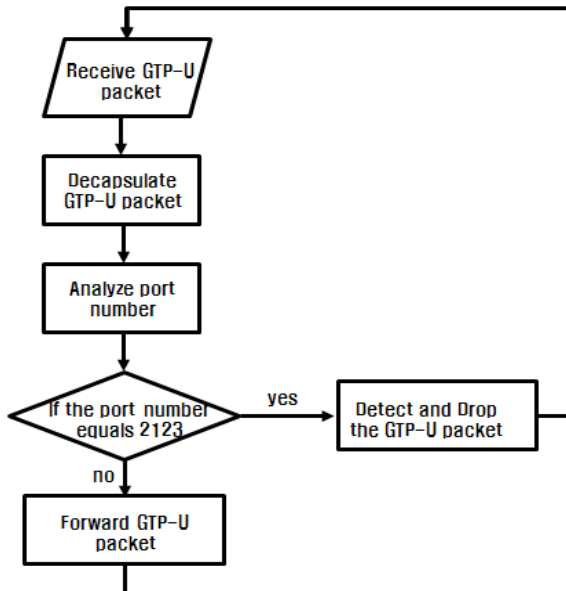 Receive GTP-U
packet
Decapsulate
GTP-U packet
Analyze port
number
If the port number
equals 2123
yes
Detect and Drop
the GTP-U packet
no
Forward GTP-U
packet